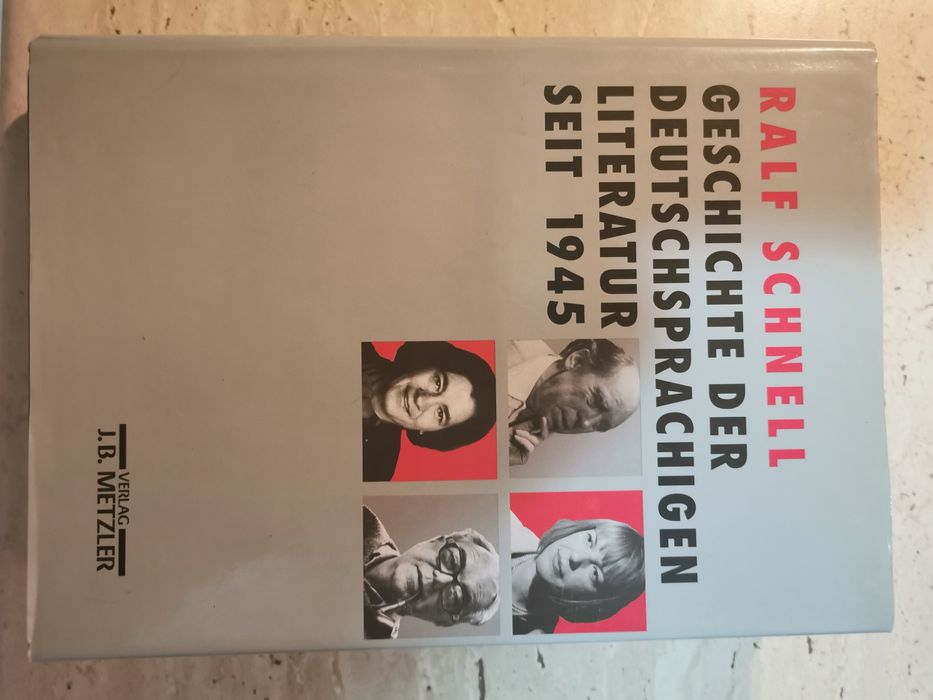 RALF SCHNELL
GESCHICHTE DER
DEUTSCHSPRACHIGEN
LITERATUR
SEIT 1945
VERLAG
J.B. METZLER